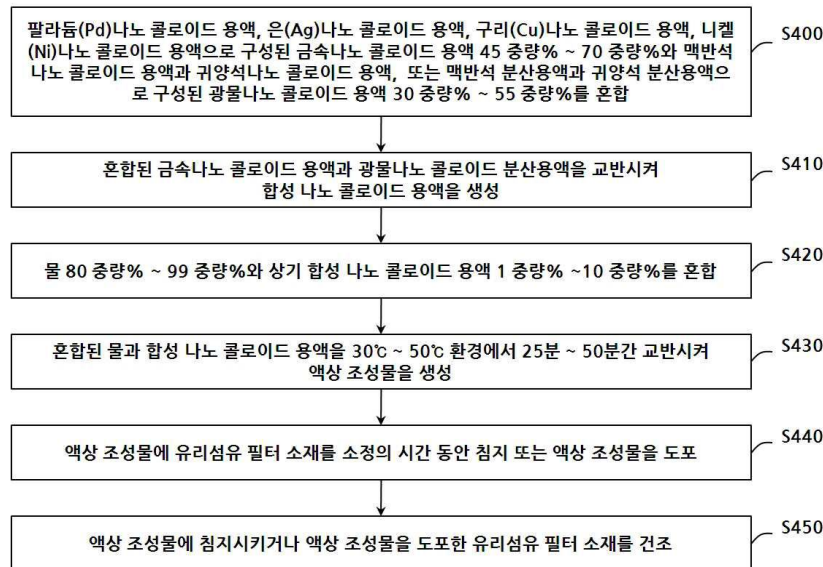 팔라듐(Pd)나노 콜로이드 용액, 은(Ag)나노 콜로이드 용액, 구리(Cu)나노 콜로이드 용액, 니켈
(Ni)나노 콜로이드 용액으로 구성된 금속나노 콜로이드 용액 45 중량% ~ 70 중량%와 맥반석
나노 콜로이드 용액과 귀양석나노 콜로이드 용액, 또는 맥반석 분산용액과 귀양석 분산용액으
로 구성된 광물나노 콜로이드 용액 30 중량% ~ 55 중량%를 혼합
S400
혼합된 금속나노 콜로이드 용액과 광물나노 콜로이드 분산용액을 교반시켜
합성 나노 콜로이드 용액을 생성
S410
물 80 중량% ~ 99 중량%와 상기 합성 나노 콜로이드 용액 1 중량% ~10 중량%를 혼합
S420
혼합된 물과 합성 나노 콜로이드 용액을 30℃ ~ 50℃ 환경에서 25분 ~ 50분간 교반시켜
액상 조성물을 생성
S430
액상 조성물에 유리섬유 필터 소재를 소정의 시간 동안 침지 또는 액상 조성물을 도포
S440
액상 조성물에 침지시키거나 액상 조성물을 도포한 유리섬유 필터 소재를 건조
S450